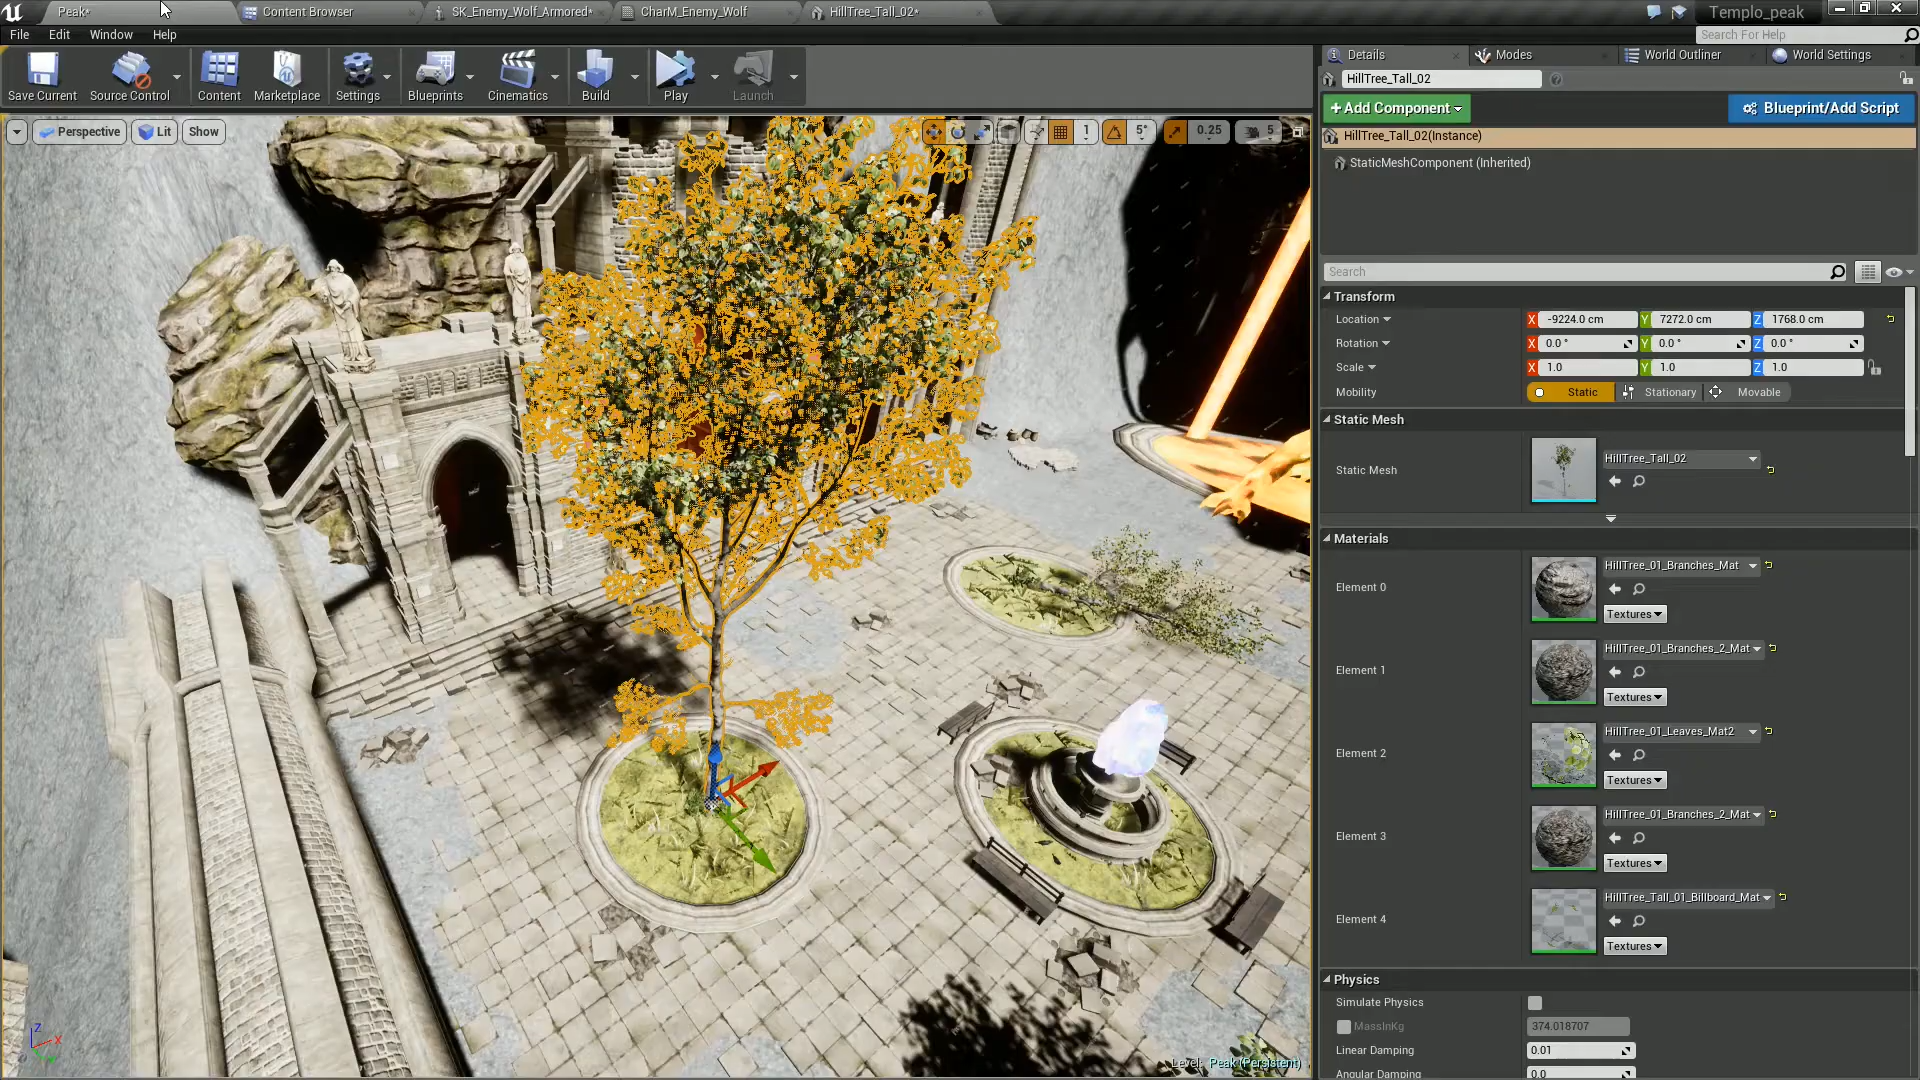 Peak*
Content Browser
SK_Enemy_Wolf_Armored*
CharM_Enemy_Wolf
HillTree_Tall_02*
Templo_peak
File
Edit
Window
Help
Search For Help
Save Current
Source Control
Content
Marketplace
Settings
Blueprints
Cinematics
Build
Play
Launch
Details
Modes
World Outliner
World Settings
HillTree_Tall_02
+Add Component
Blueprint/Add Script
HillTree_Tall_02(Instance)
StaticMeshComponent (Inherited)
Perspective
Lit
Show
1
5°
0.25
5
Search
Transform
Location
X -9224.0 cm
Y 7272.0 cm
Z 1768.0 cm
Rotation
X 0.0 °
Y 0.0 °
Z 0.0 °
Scale
X 1.0
Y 1.0
Z 1.0
Mobility
Static
Stationary
Movable
Static Mesh
Static Mesh
HillTree_Tall_02
Materials
Element 0
HillTree_01_Branches_Mat
Textures
Element 1
HillTree_01_Branches_2_Mat
Textures
Element 2
HillTree_01_Leaves_Mat2
Textures
Element 3
HillTree_01_Branches_2_Mat
Textures
Element 4
HillTree_Tall_01_Billboard_Mat
Textures
Physics
Simulate Physics
MassInKg
374.018707
Linear Damping
0.01
Angular Damping
0.0
Level: Peak (Persistent)
Z
X